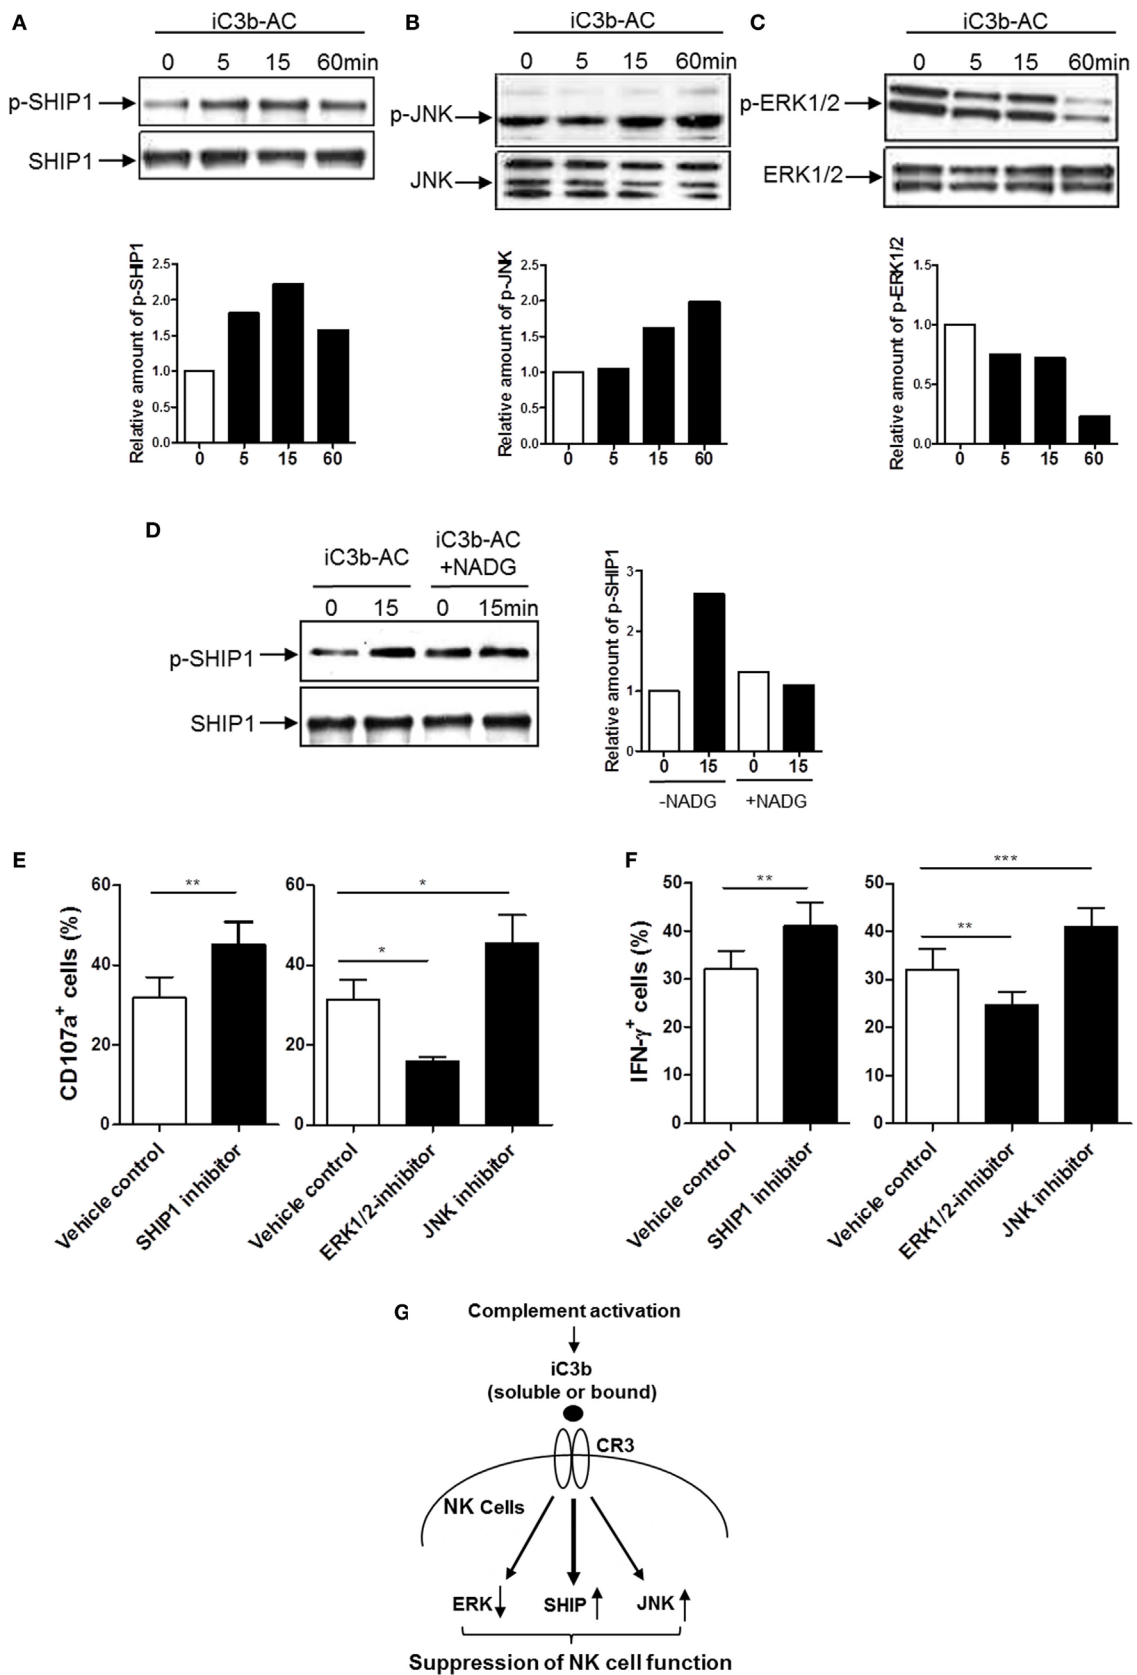 A
iC3b-AC
0 5 15 60min
p-SHIP1
SHIP1
Relative amount of p-SHIP1
2.5
2.0
1.5
1.0
0.5
0.0
0 5 15 60
B
iC3b-AC
0 5 15 60min
p-JNK
JNK
Relative amount of p-JNK
2.5
2.0
1.5
1.0
0.5
0.0
0 5 15 60
C
iC3b-AC
0 5 15 60min
p-ERK1/2
ERK1/2
Relative amount of p-ERK1/2
1.5
1.0
0.5
0.0
0 5 15 60
D
iC3b-AC
iC3b-AC
+NADG
0 15 0 15min
p-SHIP1
SHIP1
Relative amount of p-SHIP1
3
2
1
0
0 15 0 15
-NADG +NADG
E
CD107a+ cells (%)
60
40
20
0
**
Vehicle control
SHIP1 inhibitor
60
40
20
0
*
*
Vehicle control
ERK1/2-inhibitor
JNK inhibitor
F
IFN-γ+ cells (%)
50
40
30
20
10
0
**
Vehicle control
SHIP1 inhibitor
50
40
30
20
10
0
***
**
Vehicle control
ERK1/2-inhibitor
JNK inhibitor
G
Complement activation
iC3b
(soluble or bound)
CR3
NK Cells
ERK SHIP JNK
Suppression of NK cell function